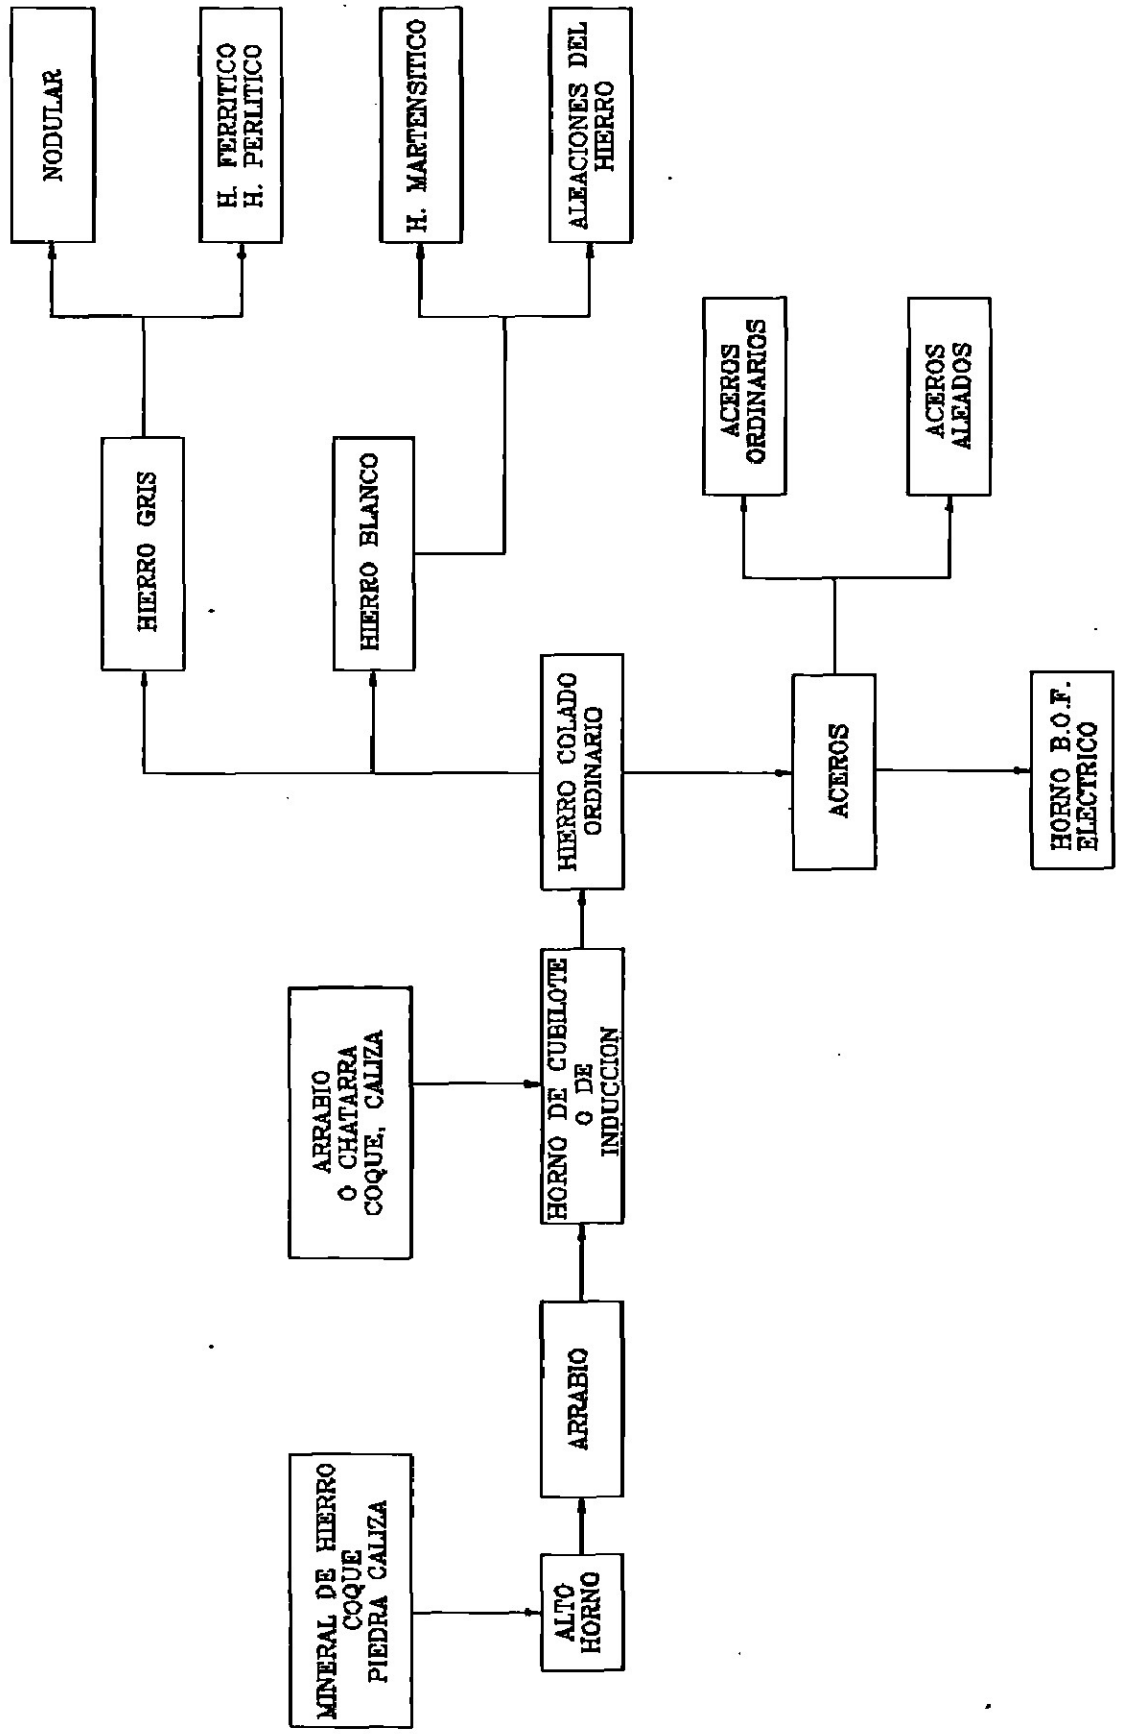 MINERAL DE HIERRO
COQUE
PIEDRA CALIZA
ALTO
HORNO
ARRABIO
ARRABIO
O CHATARRA
COQUE, CALIZA
HORNO DE CUBILOTE
O DE
INDUCCION
HIERRO COLADO
ORDINARIO
HIERRO GRIS
HIERRO BLANCO
NODULAR
H. FERRITICO
H. PERLITICO
H. MARTENSITICO
ALEACIONES DEL
HIERRO
ACEROS
ACEROS
ORDINARIOS
ACEROS
ALEADOS
HORNO B.O.F.
ELECTRICO